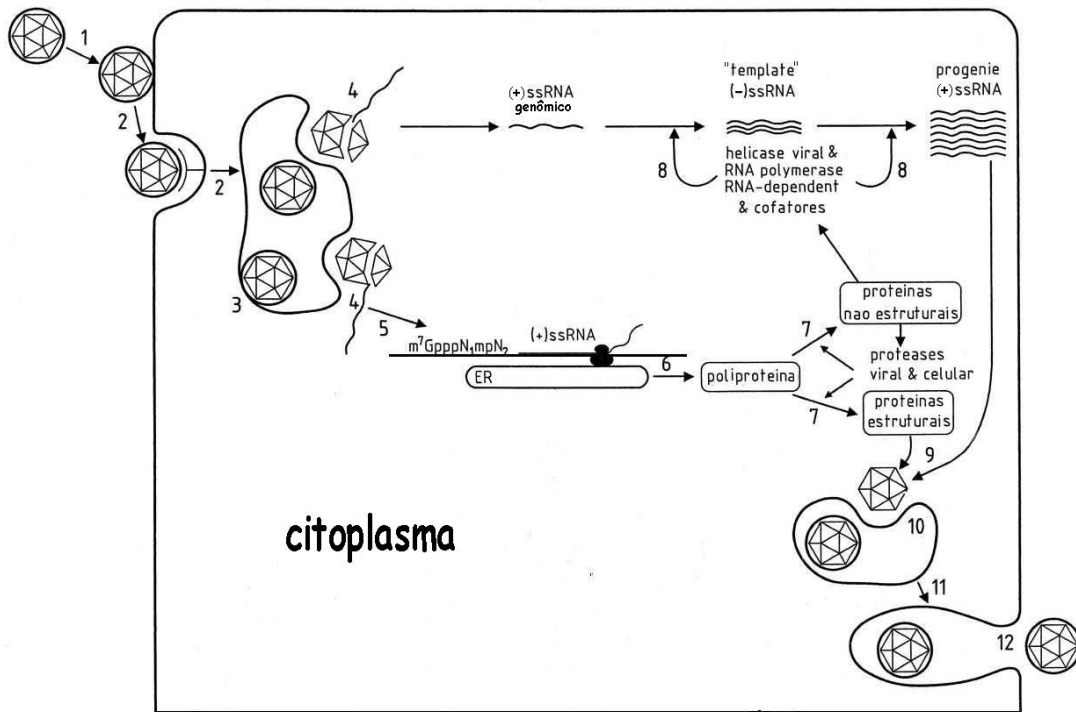 1
2
2
3
4
4
(+)ssRNA
genômico
"template"
(-)ssRNA
progenie
(+)ssRNA
8
8
helicase viral &
RNA polymerase
RNA-dependent
& cofatores
5
m⁷GpppN₁mpN₂
(+)ssRNA
ER
6
poliproteina
7
7
proteinas
nao estruturais
proteases
viral & celular
proteinas
estruturais
9
10
11
12
citoplasma